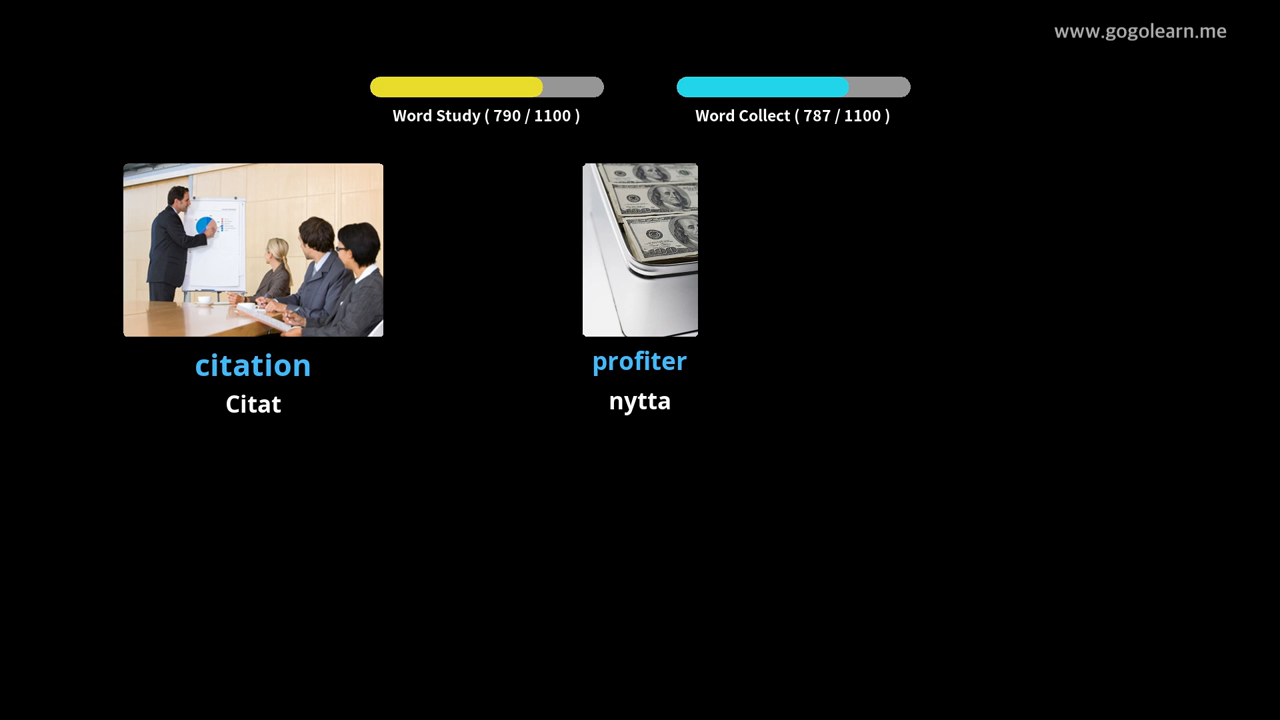 www.gogolearn.me
Word Study ( 790 / 1100 )
Word Collect ( 787 / 1100 )
citation
Citat
profiter
nytta